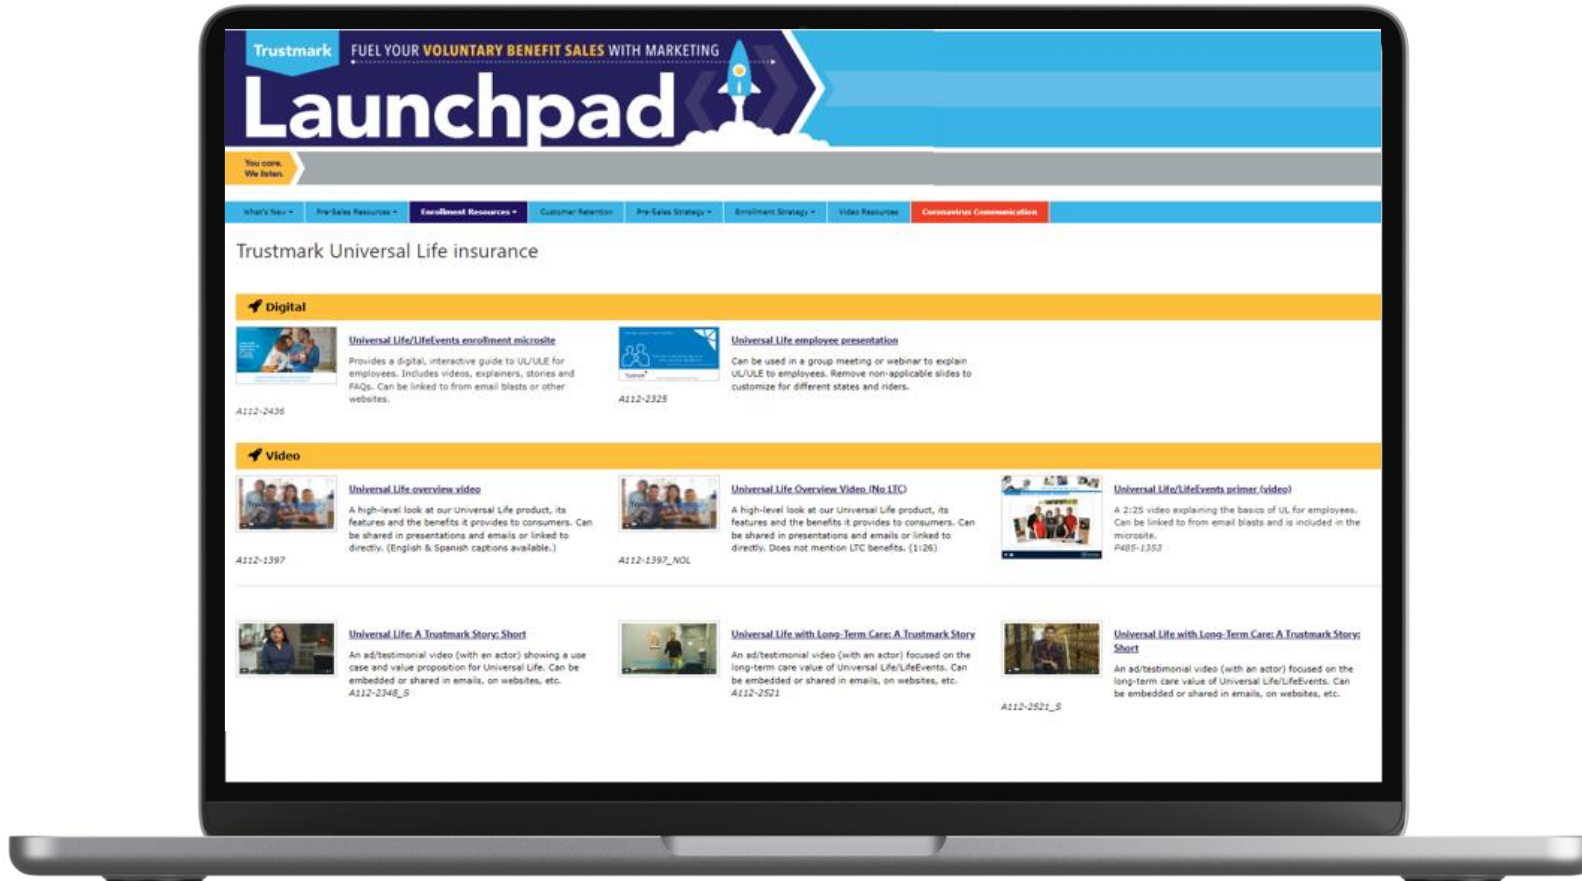 Trustmark
FUEL YOUR VOLUNTARY BENEFIT SALES WITH MARKETING
Launchpad
You care.
We listen.
What's New Pre-Sales Resources Enrollment Resources Customer Retention Pre-Sales Strategy Enrollment Strategy Video Resources Coronavirus Communication
Trustmark Universal Life insurance
Digital
Universal Life/LifeEvents enrollment microsite
Provides a digital, interactive guide to UL/ULE for
employees. Includes videos, explainers, stories and
FAQs. Can be linked to from email blasts or other
websites.
A112-2436
Universal Life employee presentation
Can be used in a group meeting or webinar to explain
UL/ULE to employees. Remove non-applicable slides to
customize for different states and riders.
A112-2325
Video
Universal Life overview video
A high-level look at our Universal Life product, its
features and the benefits it provides to consumers. Can
be shared in presentations and emails or linked to
directly. (English & Spanish captions available.)
A112-1397
Universal Life Overview Video (No LTC)
A high-level look at our Universal Life product, its
features and the benefits it provides to consumers. Can
be shared in presentations and emails or linked to
directly. Does not mention LTC benefits. (1:26)
A112-1397_NOL
Universal Life/LifeEvents primer (video)
A 2:25 video explaining the basics of UL for employees.
Can be linked to from email blasts and is included in the
microsite.
P485-1353
Universal Life: A Trustmark Story: Short
An ad/testimonial video (with an actor) showing a use
case and value proposition for Universal Life. Can be
embedded or shared in emails, on websites, etc.
A112-2348_S
Universal Life with Long-Term Care: A Trustmark Story
An ad/testimonial video (with an actor) focused on the
long-term care value of Universal Life/LifeEvents. Can
be embedded or shared in emails, on websites, etc.
A112-2521
Universal Life with Long-Term Care: A Trustmark Story:
Short
An ad/testimonial video (with an actor) focused on the
long-term care value of Universal Life/LifeEvents. Can
be embedded or shared in emails, on websites, etc.
A112-2521_S